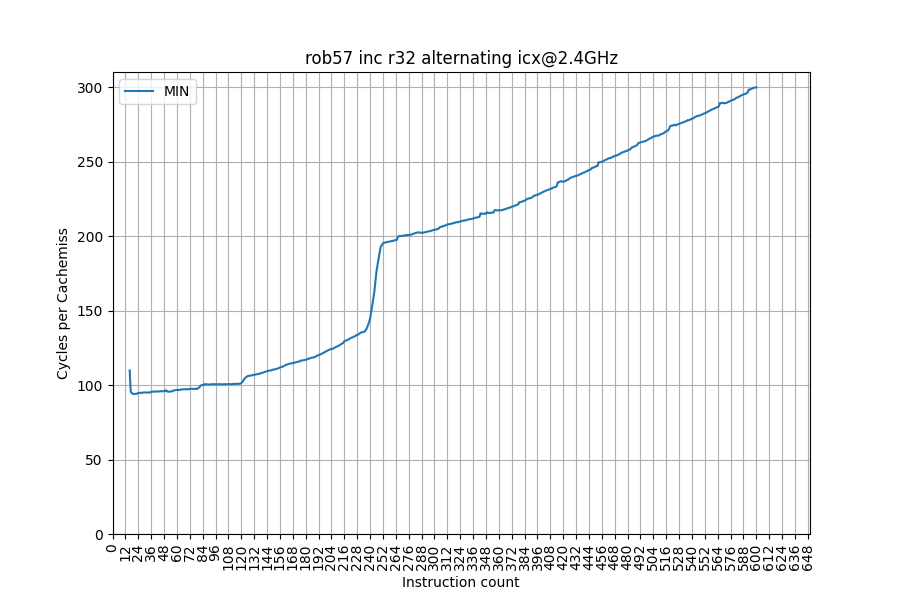 rob57 inc r32 alternating icx@2.4GHz
MIN
Cycles per Cachemiss
300
250
200
150
100
50
0
0 12 24 36 48 60 72 84 96 108 120 132 144 156 168 180 192 204 216 228 240 252 264 276 288 300 312 324 336 348 360 372 384 396 408 420 432 444 456 468 480 492 504 516 528 540 552 564 576 588 600 612 624 636 648
Instruction count